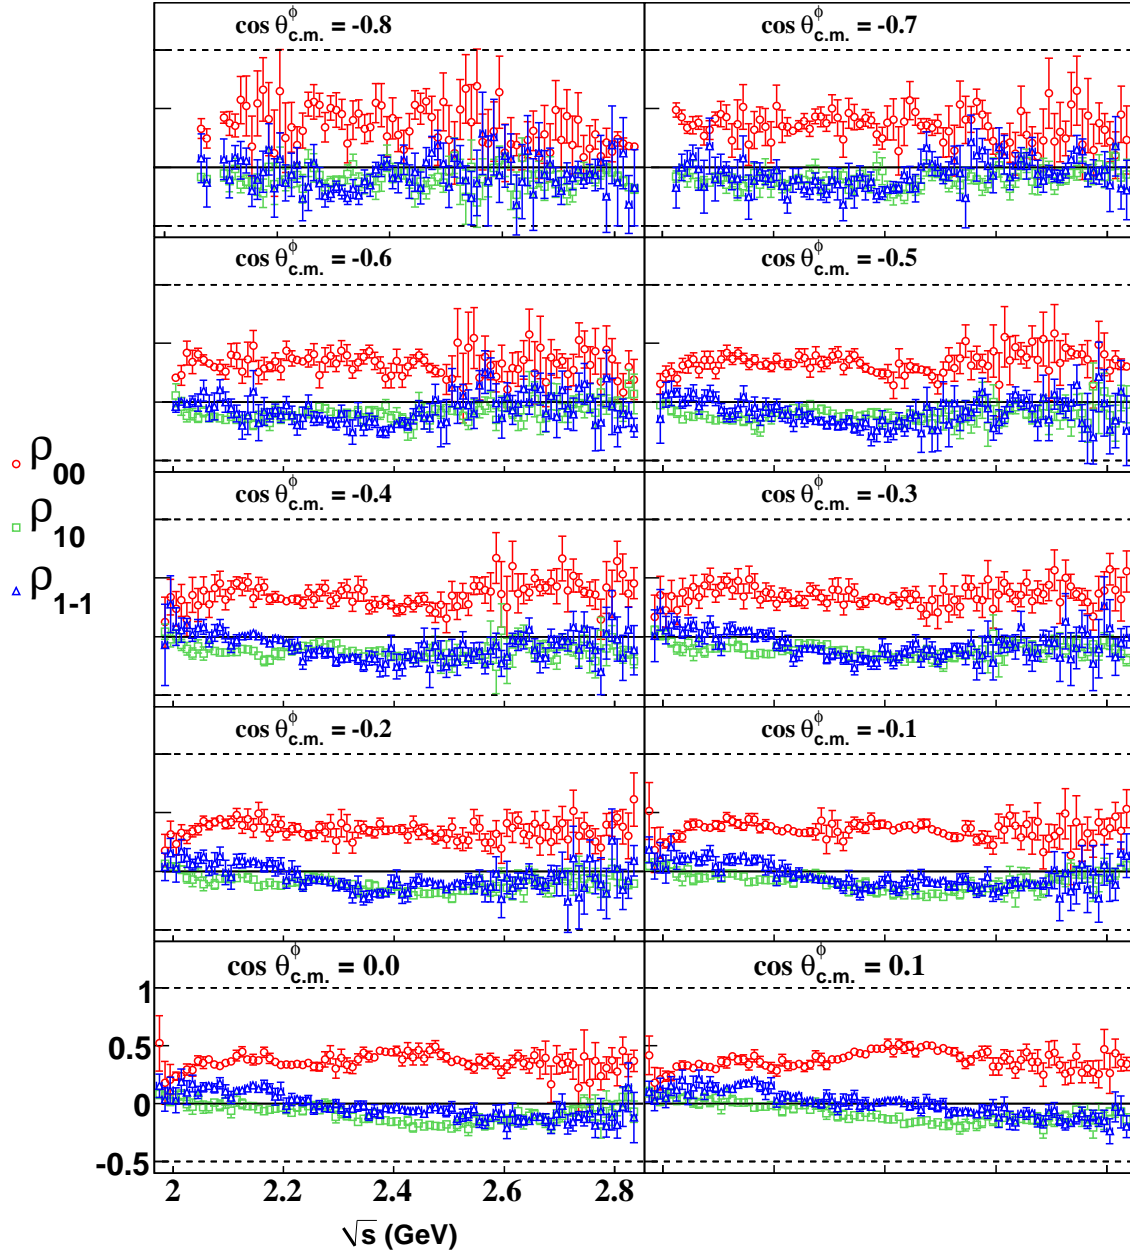 cos θ^ϕ_c.m. = -0.8
cos θ^ϕ_c.m. = -0.7
cos θ^ϕ_c.m. = -0.6
cos θ^ϕ_c.m. = -0.5
ρ_00
ρ_10
ρ_1-1
cos θ^ϕ_c.m. = -0.4
cos θ^ϕ_c.m. = -0.3
cos θ^ϕ_c.m. = -0.2
cos θ^ϕ_c.m. = -0.1
cos θ^ϕ_c.m. = 0.0
cos θ^ϕ_c.m. = 0.1
1
0.5
0
-0.5
2 2.2 2.4 2.6 2.8
√s (GeV)